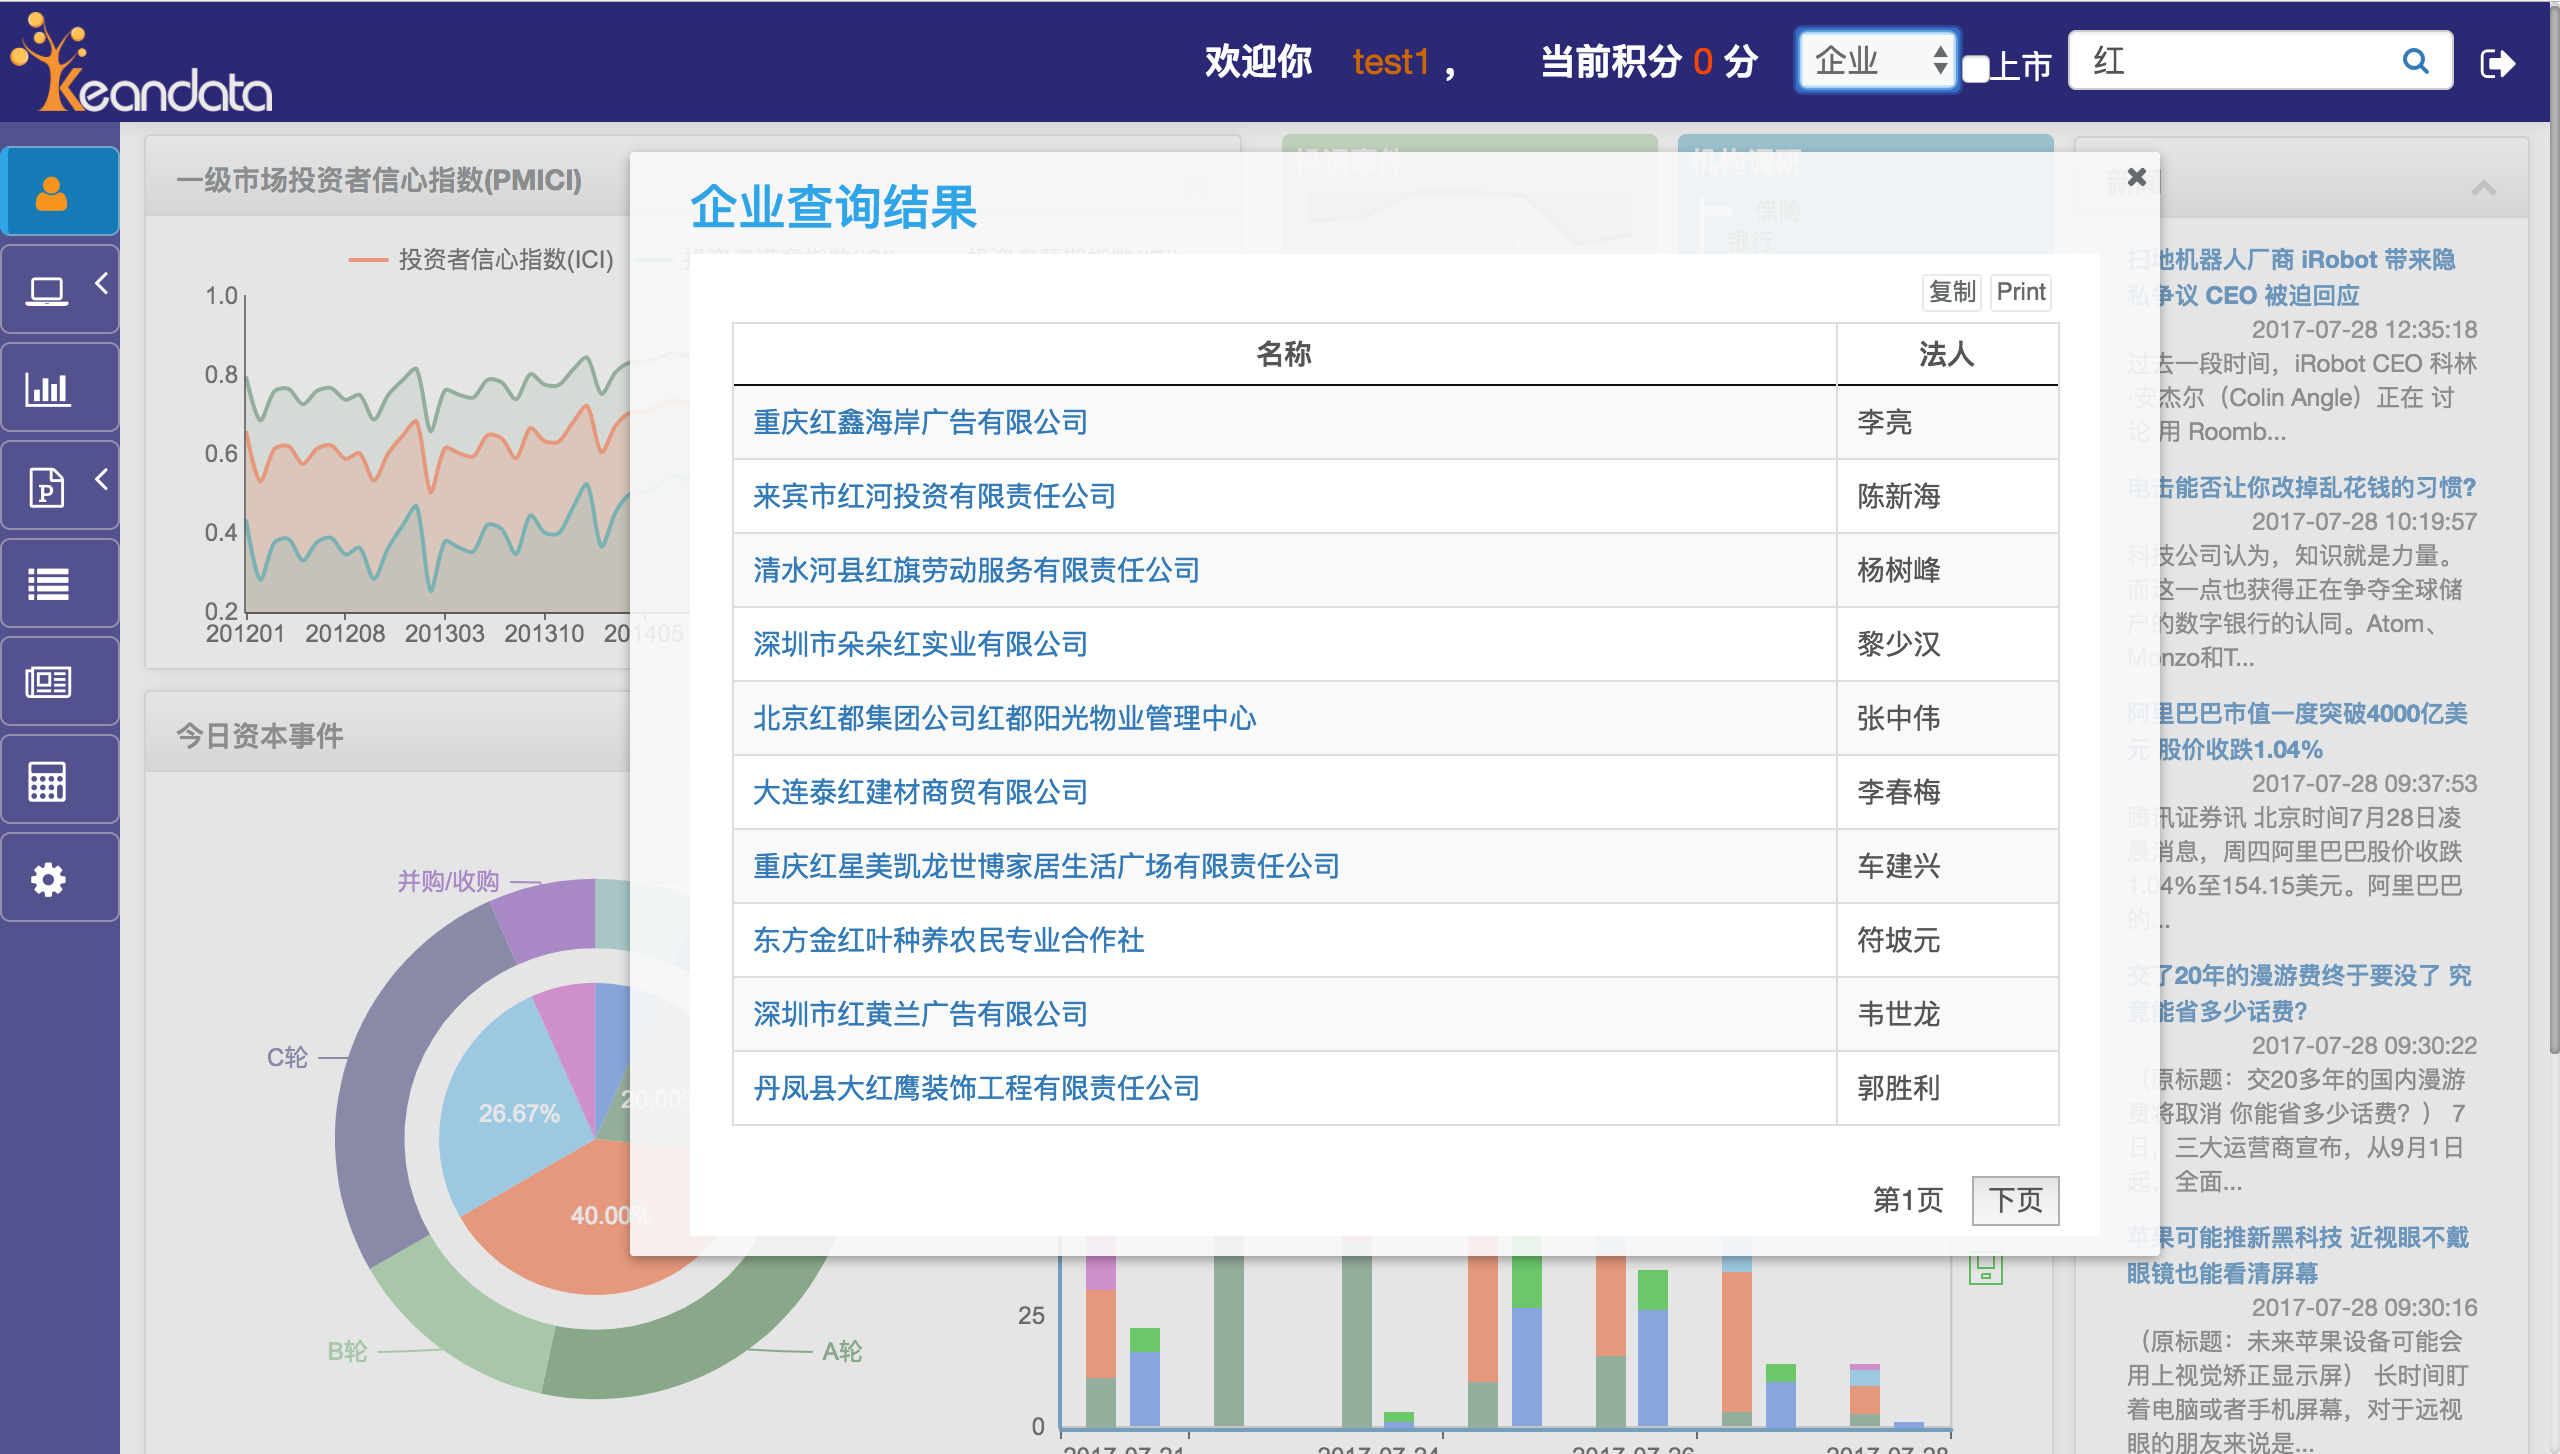 Keandata
欢迎你 test1 ， 当前积分 0 分 企业 上市 红
一级市场投资者信心指数(PMICI)
投资者信心指数(ICI)
1.0
0.8
0.6
0.4
0.2
201201 201208 201303 201310 201405
今日资本事件
并购/收购
C轮
B轮
A轮
26.67%
20.00%
40.00%
投退事件
机构调研
保险
银行
企业查询结果
复制 Print
名称 法人
重庆红鑫海岸广告有限公司 李亮
来宾市红河投资有限责任公司 陈新海
清水河县红旗劳动服务有限责任公司 杨树峰
深圳市朵朵红实业有限公司 黎少汉
北京红都集团公司红都阳光物业管理中心 张中伟
大连泰红建材商贸有限公司 李春梅
重庆红星美凯龙世博家居生活广场有限责任公司 车建兴
东方金红叶种养农民专业合作社 符坡元
深圳市红黄兰广告有限公司 韦世龙
丹凤县大红鹰装饰工程有限责任公司 郭胜利
第1页 下页
25
0
2017-07-21 2017-07-24 2017-07-26 2017-07-28
新闻
扫地机器人厂商 iRobot 带来隐
私争议 CEO 被迫回应
2017-07-28 12:35:18
过去一段时间，iRobot CEO 科林
·安杰尔（Colin Angle）正在 讨
论 用 Roomb...
电击能否让你改掉乱花钱的习惯?
2017-07-28 10:19:57
科技公司认为，知识就是力量。
而这一点也获得正在争夺全球储
户的数字银行的认同。Atom、
Monzo和T...
阿里巴巴市值一度突破4000亿美
元 股价收跌1.04%
2017-07-28 09:37:53
腾讯证券讯 北京时间7月28日凌
晨消息，周四阿里巴巴股价收跌
1.04%至154.15美元。阿里巴巴
的...
交了20年的漫游费终于要没了 究
竟能省多少话费?
2017-07-28 09:30:22
（原标题：交20多年的国内漫游
费将取消 你能省多少话费？） 7
日，三大运营商宣布，从9月1日
起，全面...
苹果可能推新黑科技 近视眼不戴
眼镜也能看清屏幕
2017-07-28 09:30:16
（原标题：未来苹果设备可能会
用上视觉矫正显示屏） 长时间盯
着电脑或者手机屏幕，对于远视
眼的朋友来说是...